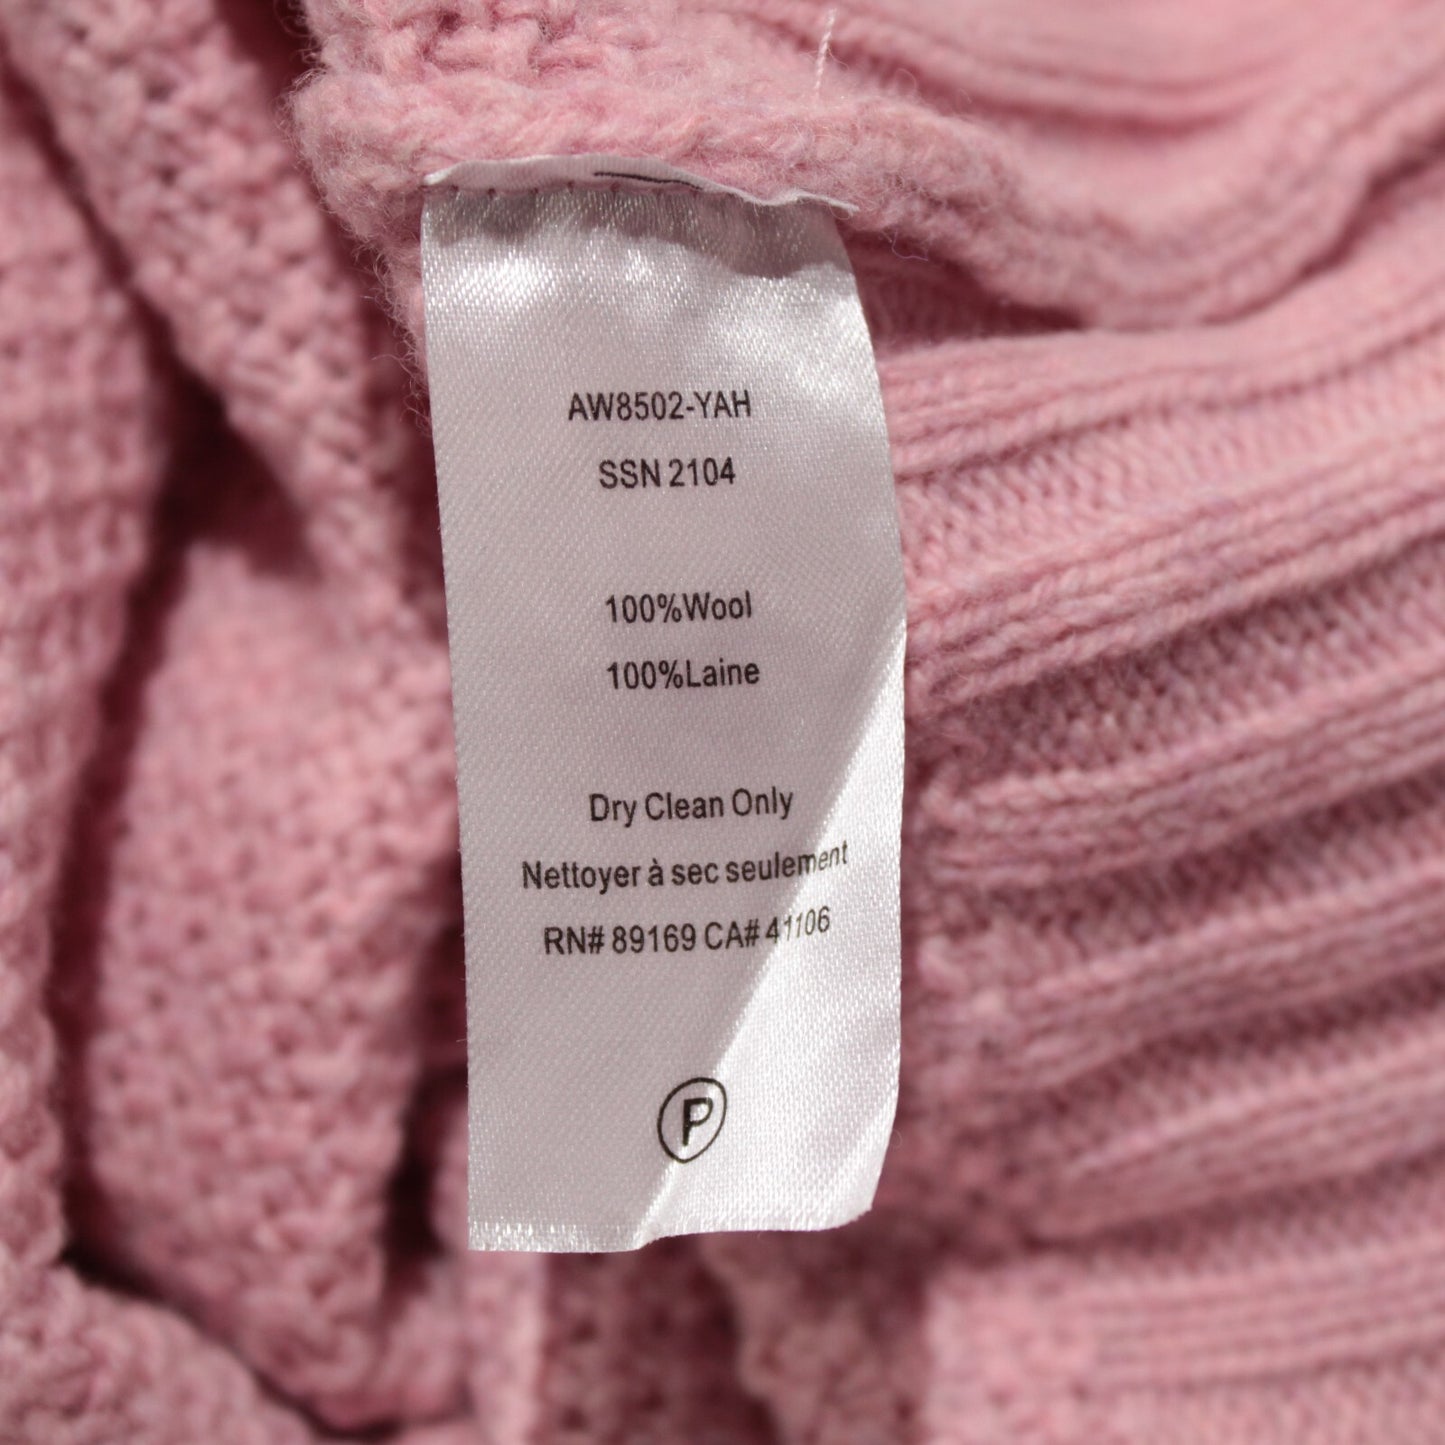 AW8502-YAH
SSN 2104
100%Wool
100%Laine
Dry Clean Only
Nettoyer à sec seulement
RN# 89169 CA# 41106
P